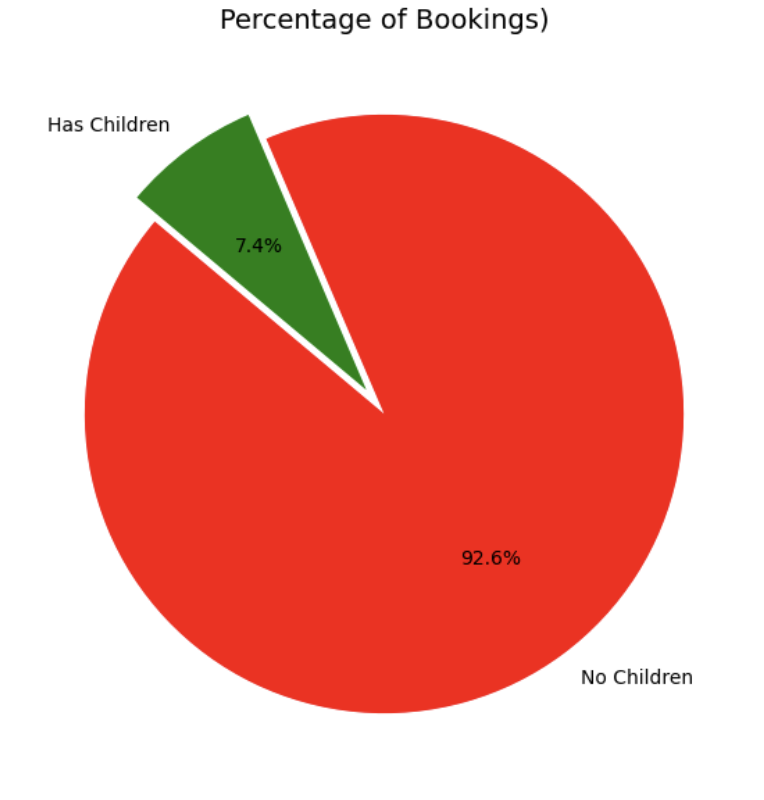 Percentage of Bookings)
Has Children
7.4%
92.6%
No Children